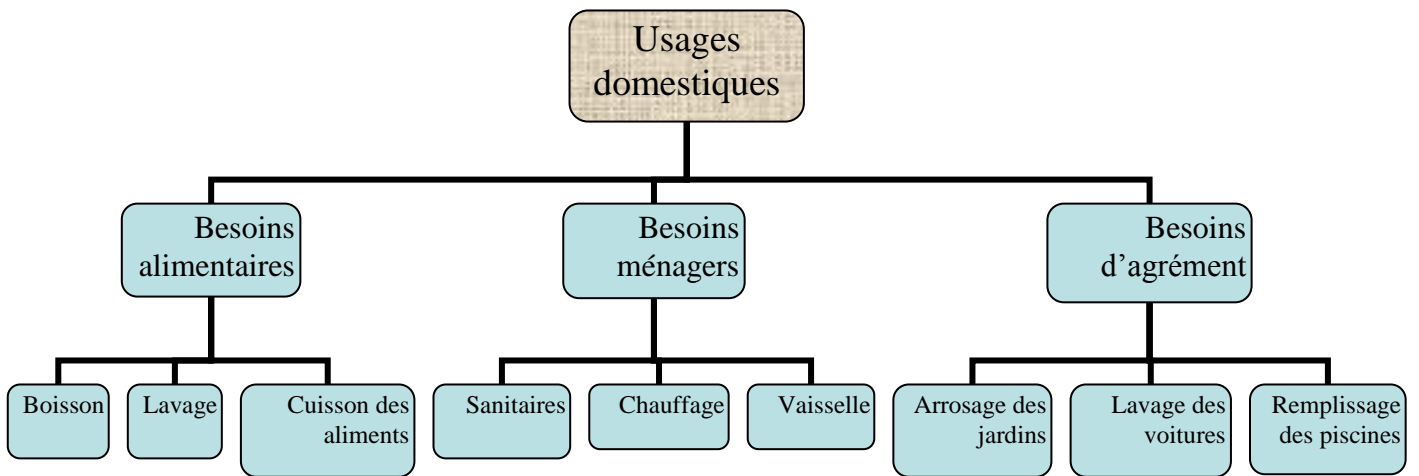 Usages
domestiques
Besoins
alimentaires
Besoins
ménagers
Besoins
d’agrément
Boisson
Lavage
Cuisson des
aliments
Sanitaires
Chauffage
Vaisselle
Arrosage des
jardins
Lavage des
voitures
Remplissage
des piscines